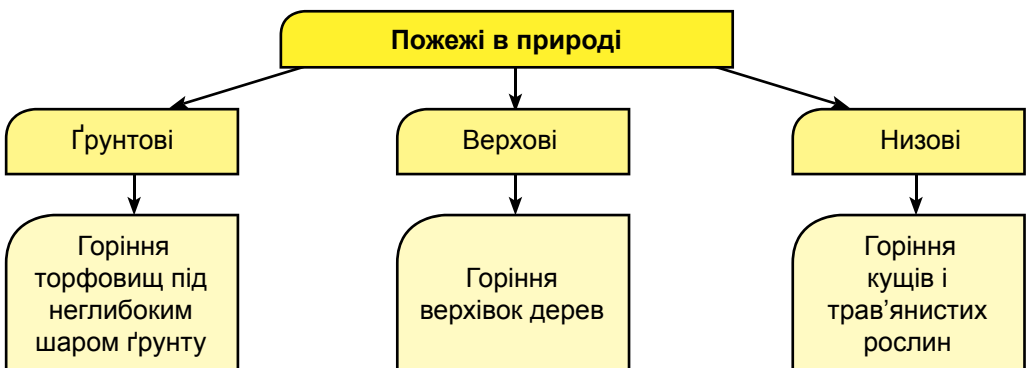 Пожежі в природі
Ґрунтові
Верхові
Низові
Горіння
торфовищ під
неглибоким
шаром ґрунту
Горіння
верхівок дерев
Горіння
кущів і
трав’янистих
рослин